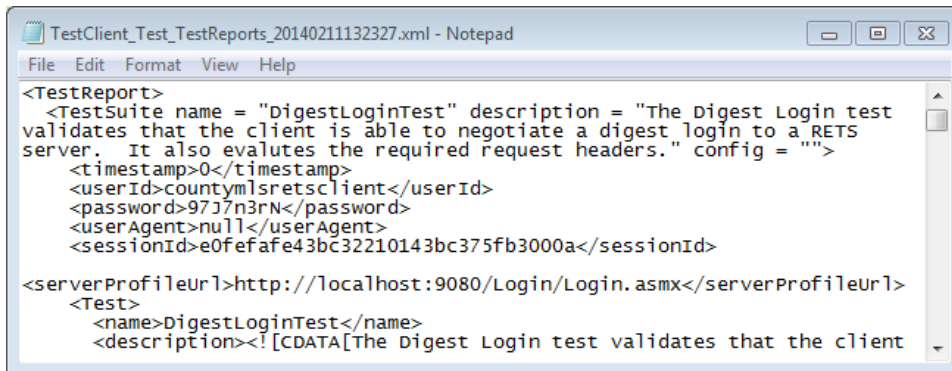 TestClient_Test_TestReports_20140211132327.xml - Notepad
File Edit Format View Help
<TestReport>
<TestSuite name = "DigestLoginTest" description = "The Digest Login test
validates that the client is able to negotiate a digest login to a RETS
server.  It also evalutes the required request headers." config = "">
<timestamp>0</timestamp>
<userId>countymlsretsclient</userId>
<password>97J7n3rN</password>
<userAgent>null</userAgent>
<sessionId>e0fefafe43bc32210143bc375fb3000a</sessionId>
<serverProfileUrl>http://localhost:9080/Login/Login.asmx</serverProfileUrl>
<Test>
<name>DigestLoginTest</name>
<description><![CDATA[The Digest Login test validates that the client